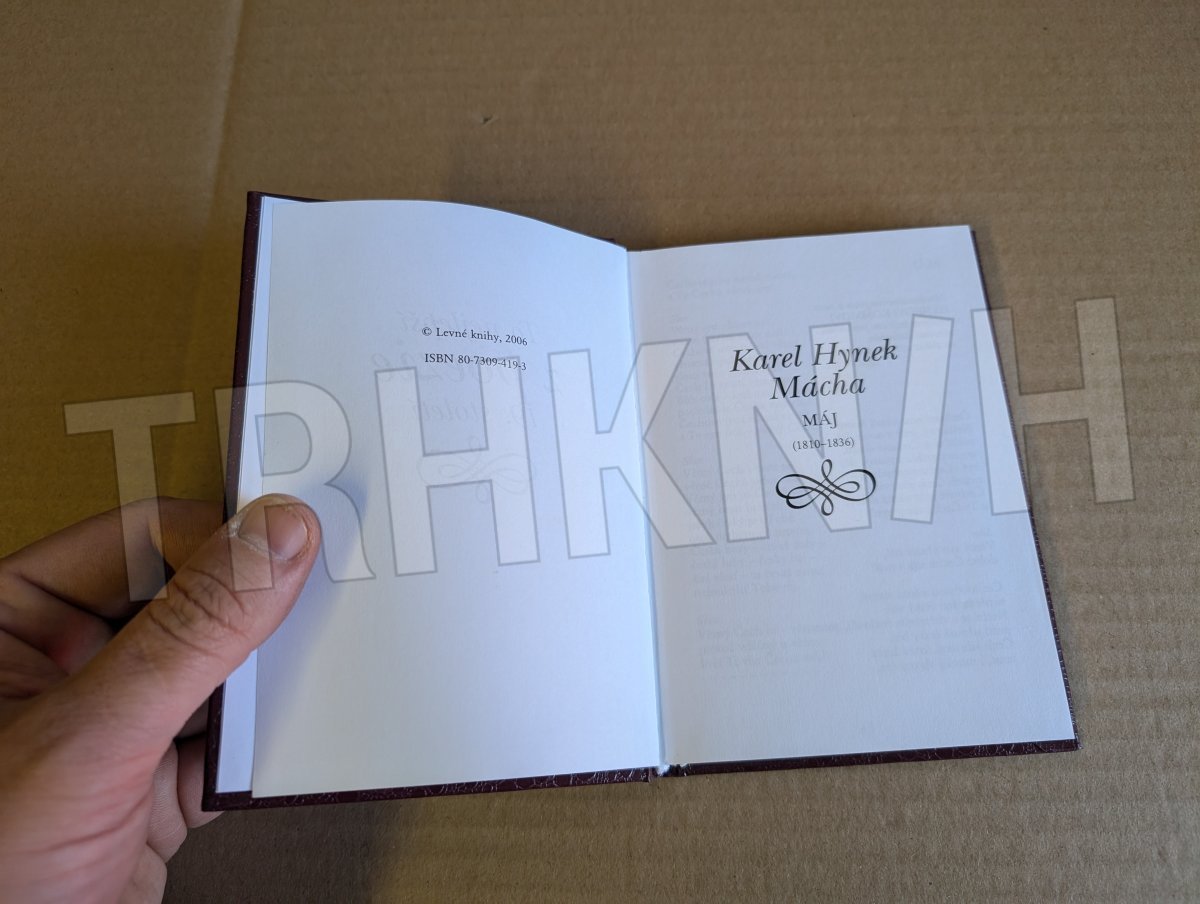 © Levné knihy, 2006
ISBN 80-7309-419-3
Karel Hynek
Mácha
MÁJ
(1810–1836)
TRHKNIH